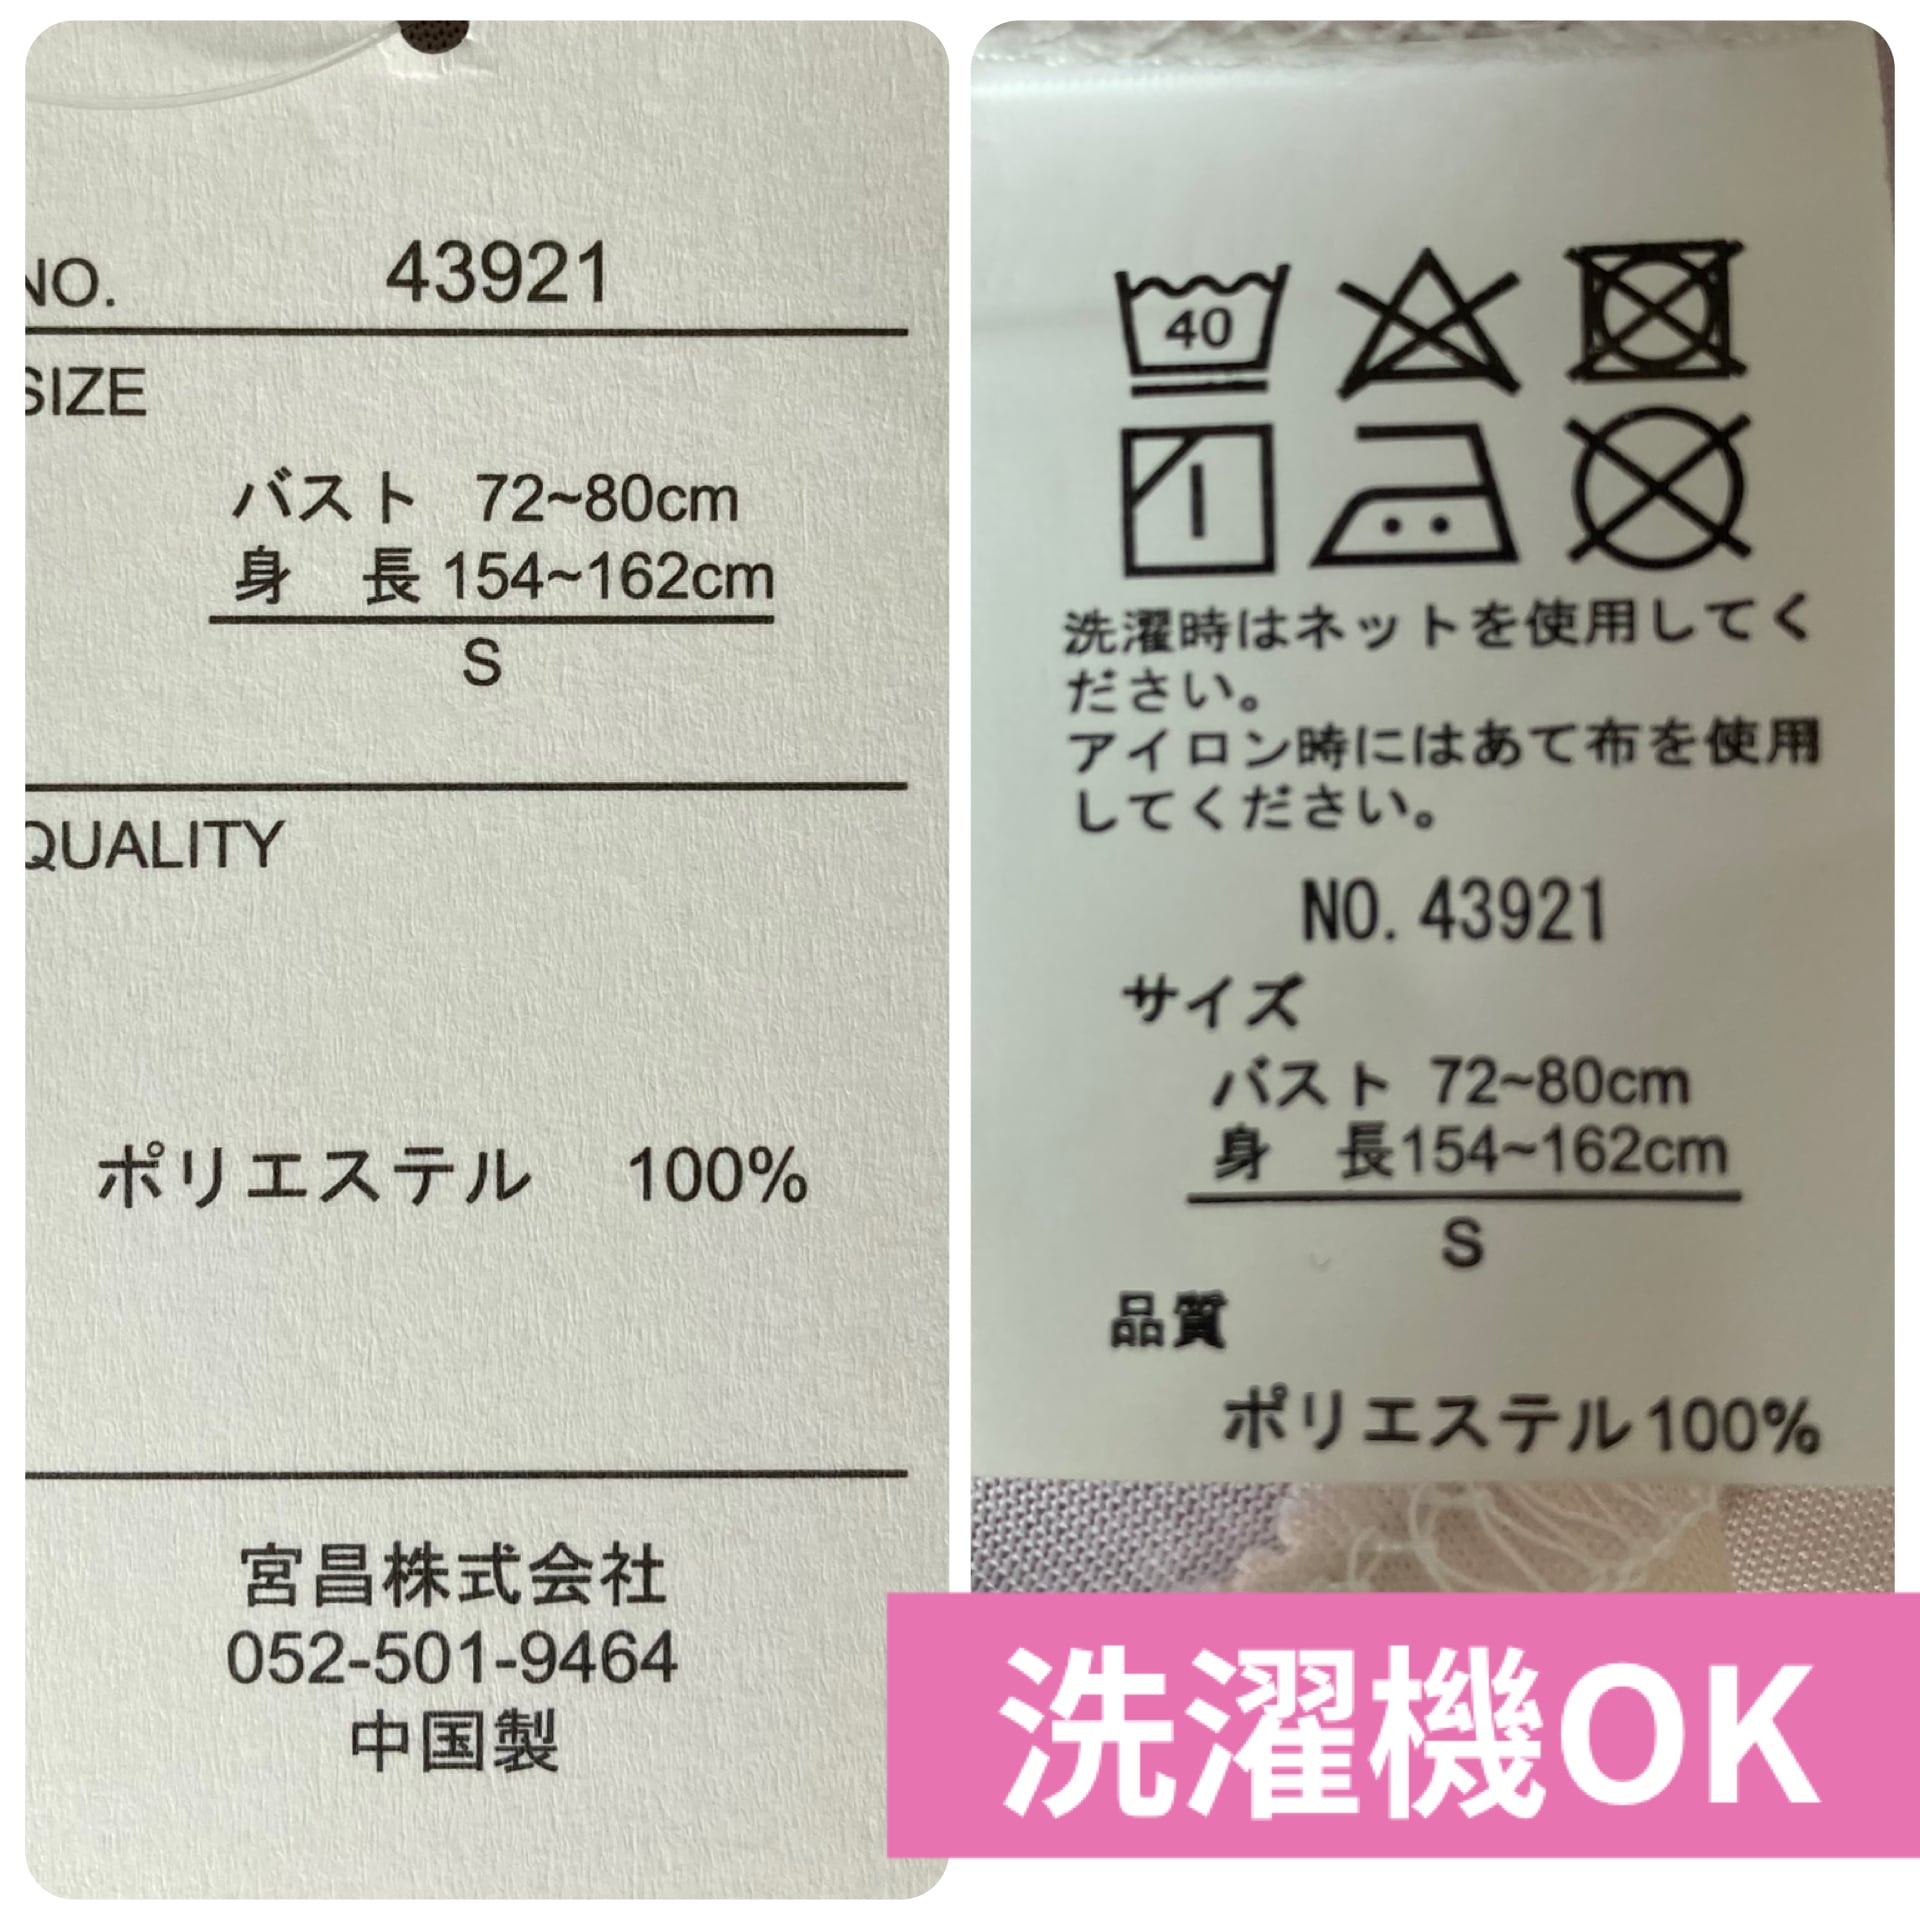 NO. 43921
SIZE
バスト 72~80cm
身 長 154~162cm
S
QUALITY
ポリエステル 100%
宮昌株式会社
052-501-9464
中国製
40
洗濯時はネットを使用してく
ださい。
アイロン時にはあて布を使用
してください。
NO. 43921
サイズ
バスト 72~80cm
身 長154~162cm
S
品質
ポリエステル100%
洗濯機OK